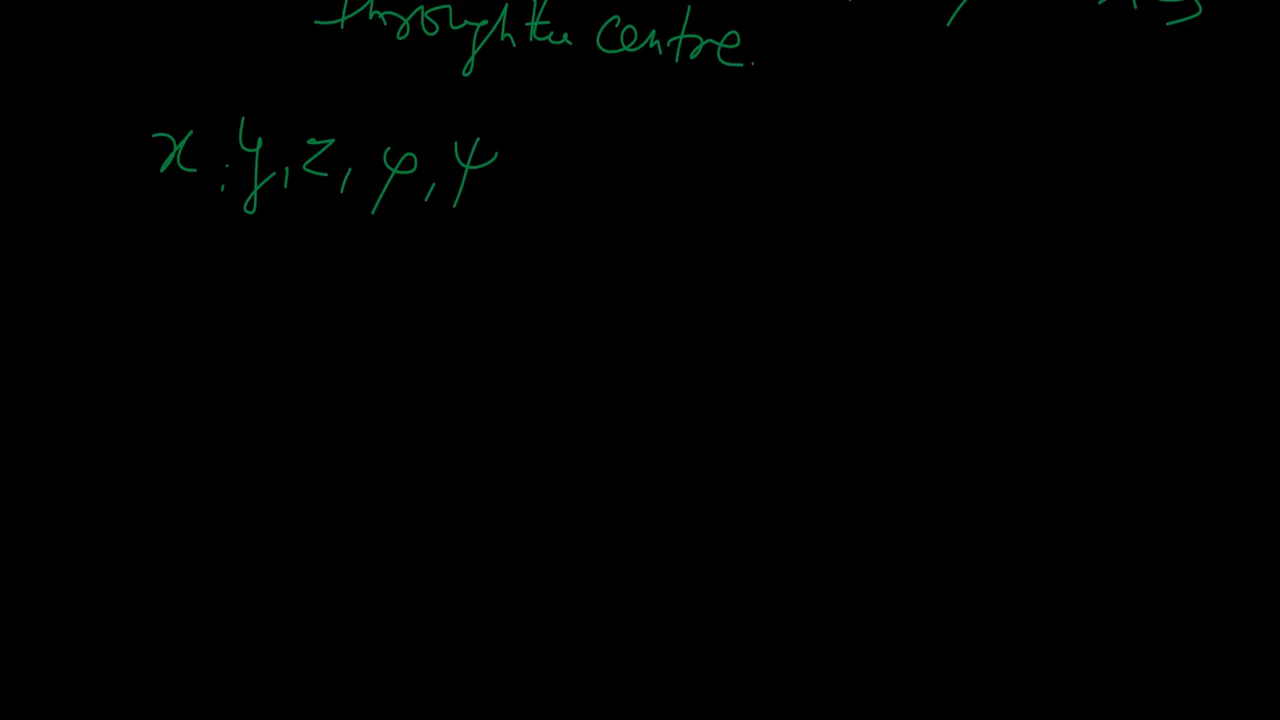 through the centre.
x, y, z, φ, ψ